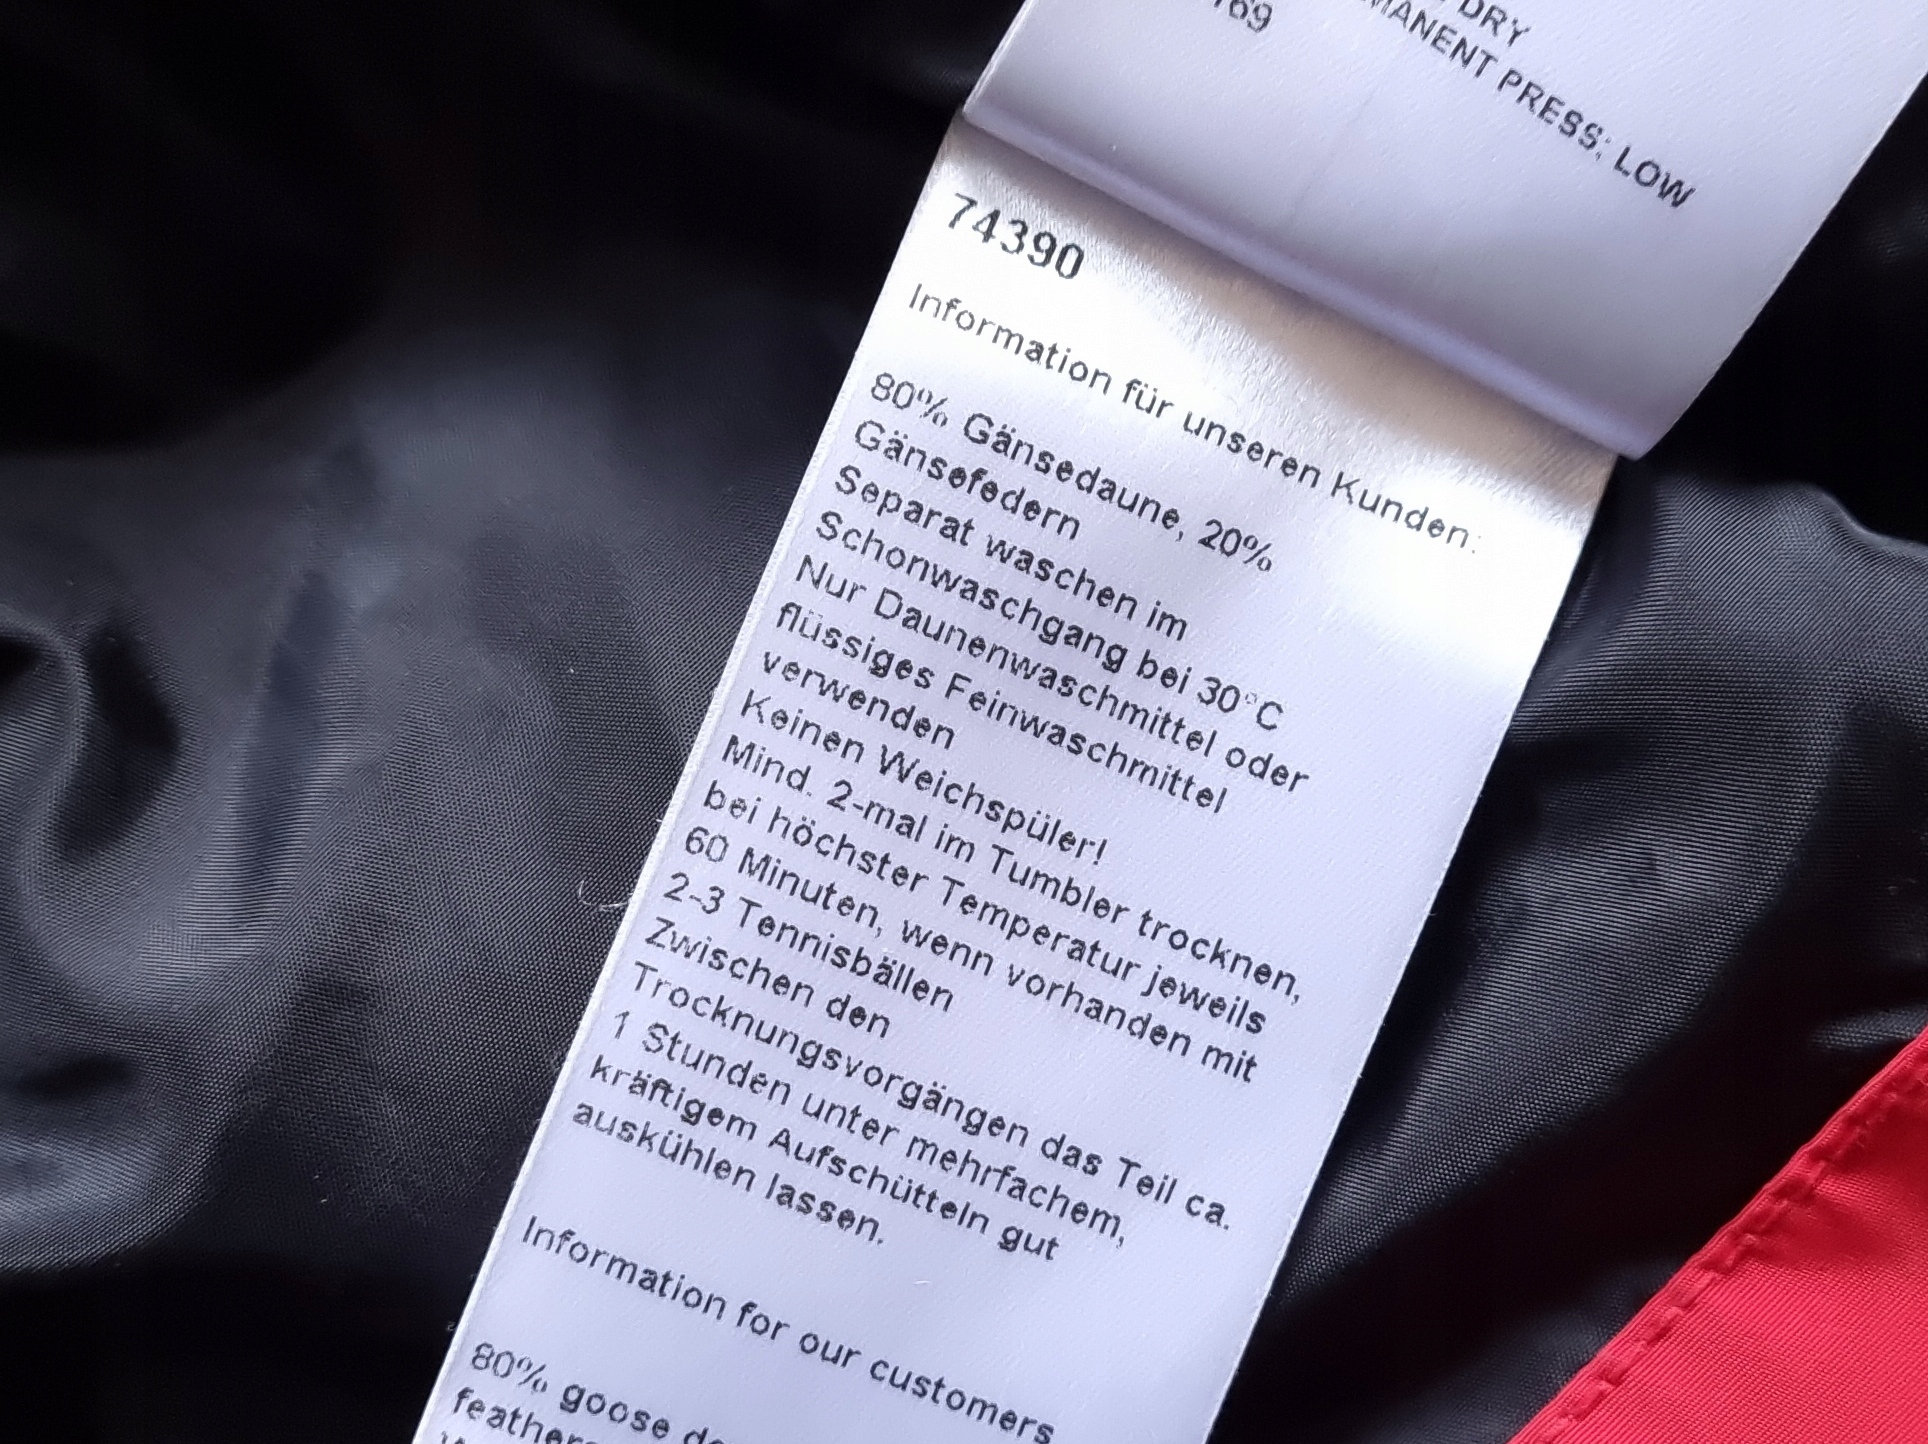 DRY
PRESS: LOW
74390
Information für unseren Kunden:
80% Gänsedaune, 20%
Gänsefedern
Separat waschen im
Schonwaschgang bei 30°C
Nur Daunenwaschmittel oder
flüssiges Feinwaschmittel
verwenden
Keinen Weichspüler!
Mind. 2-mal im Tumbler trocknen,
bei höchster Temperatur jeweils
60 Minuten, wenn vorhanden mit
2-3 Tennisbällen
Zwischen den
Trocknungsvorgängen das Teil ca.
1 Stunden unter mehrfachem,
kräftigem Aufschütteln gut
auskühlen lassen.
Information for our customers
80% goose